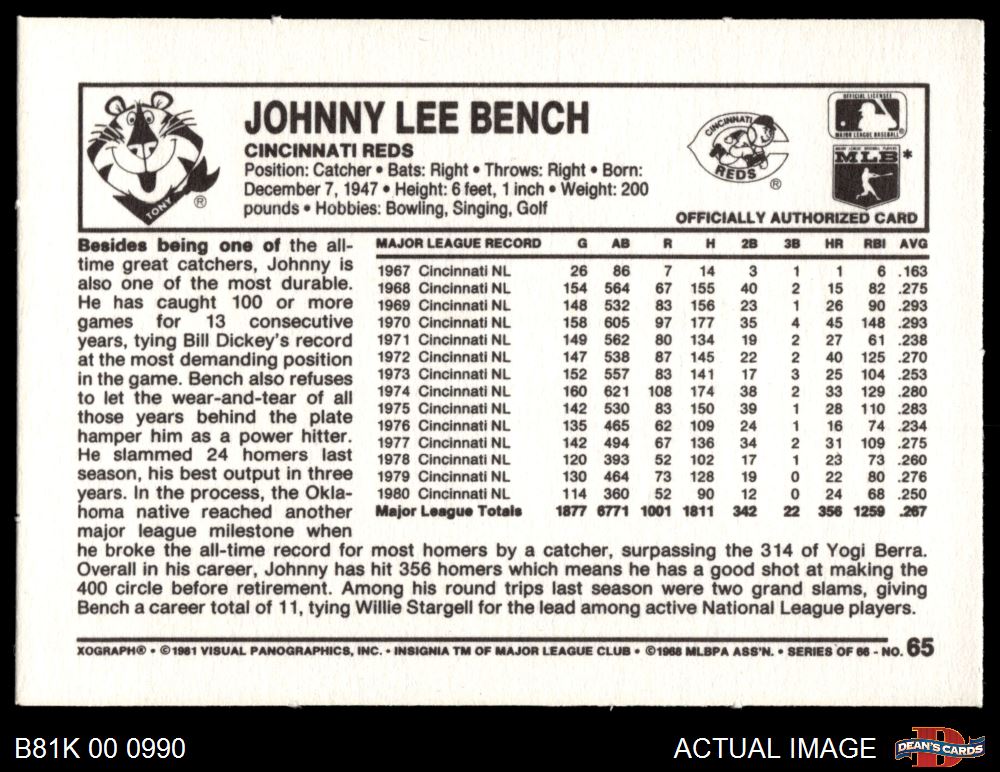 JOHNNY LEE BENCH
CINCINNATI REDS
Position: Catcher • Bats: Right • Throws: Right • Born:
December 7, 1947 • Height: 6 feet, 1 inch • Weight: 200
pounds • Hobbies: Bowling, Singing, Golf
TONY ®
CINCINNATI
REDS ®
OFFICIAL LICENSEE
MAJOR LEAGUE BASEBALL ®
MAJOR LEAGUE BASEBALL PLAYERS
MLB *
OFFICIALLY AUTHORIZED CARD
Besides being one of the all-
time great catchers, Johnny is
also one of the most durable.
He has caught 100 or more
games for 13 consecutive
years, tying Bill Dickey's record
at the most demanding position
in the game. Bench also refuses
to let the wear-and-tear of all
those years behind the plate
hamper him as a power hitter.
He slammed 24 homers last
season, his best output in three
years. In the process, the Okla-
homa native reached another
major league milestone when
MAJOR LEAGUE RECORD G AB R H 2B 3B HR RBI AVG
1967 Cincinnati NL 26 86 7 14 3 1 1 6 .163
1968 Cincinnati NL 154 564 67 155 40 2 15 82 .275
1969 Cincinnati NL 148 532 83 156 23 1 26 90 .293
1970 Cincinnati NL 158 605 97 177 35 4 45 148 .293
1971 Cincinnati NL 149 562 80 134 19 2 27 61 .238
1972 Cincinnati NL 147 538 87 145 22 2 40 125 .270
1973 Cincinnati NL 152 557 83 141 17 3 25 104 .253
1974 Cincinnati NL 160 621 108 174 38 2 33 129 .280
1975 Cincinnati NL 142 530 83 150 39 1 28 110 .283
1976 Cincinnati NL 135 465 62 109 24 1 16 74 .234
1977 Cincinnati NL 142 494 67 136 34 2 31 109 .275
1978 Cincinnati NL 120 393 52 102 17 1 23 73 .260
1979 Cincinnati NL 130 464 73 128 19 0 22 80 .276
1980 Cincinnati NL 114 360 52 90 12 0 24 68 .250
Major League Totals 1877 6771 1001 1811 342 22 356 1259 .267
he broke the all-time record for most homers by a catcher, surpassing the 314 of Yogi Berra.
Overall in his career, Johnny has hit 356 homers which means he has a good shot at making the
400 circle before retirement. Among his round trips last season were two grand slams, giving
Bench a career total of 11, tying Willie Stargell for the lead among active National League players.
XOGRAPH® • ©1981 VISUAL PANOGRAPHICS, INC. • INSIGNIA TM OF MAJOR LEAGUE CLUB • ©1968 MLBPA ASS'N. • SERIES OF 66 - NO. 65
B81K 00 0990
ACTUAL IMAGE
D
DEAN'S CARDS